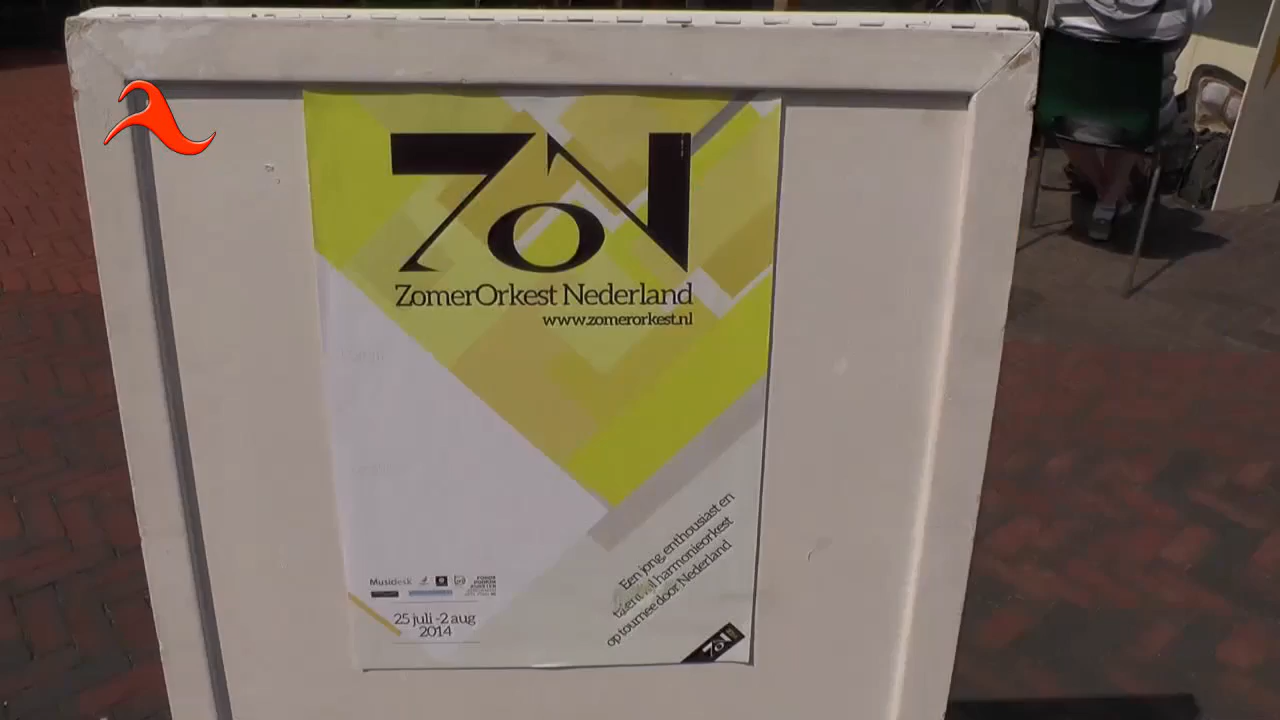 ZON
ZomerOrkest Nederland
www.zomerorkest.nl
Een jong, enthousiast en
talentvol harmonieorkest
op tournee door Nederland
Musidesk
25 juli - 2 aug
2014
ZON